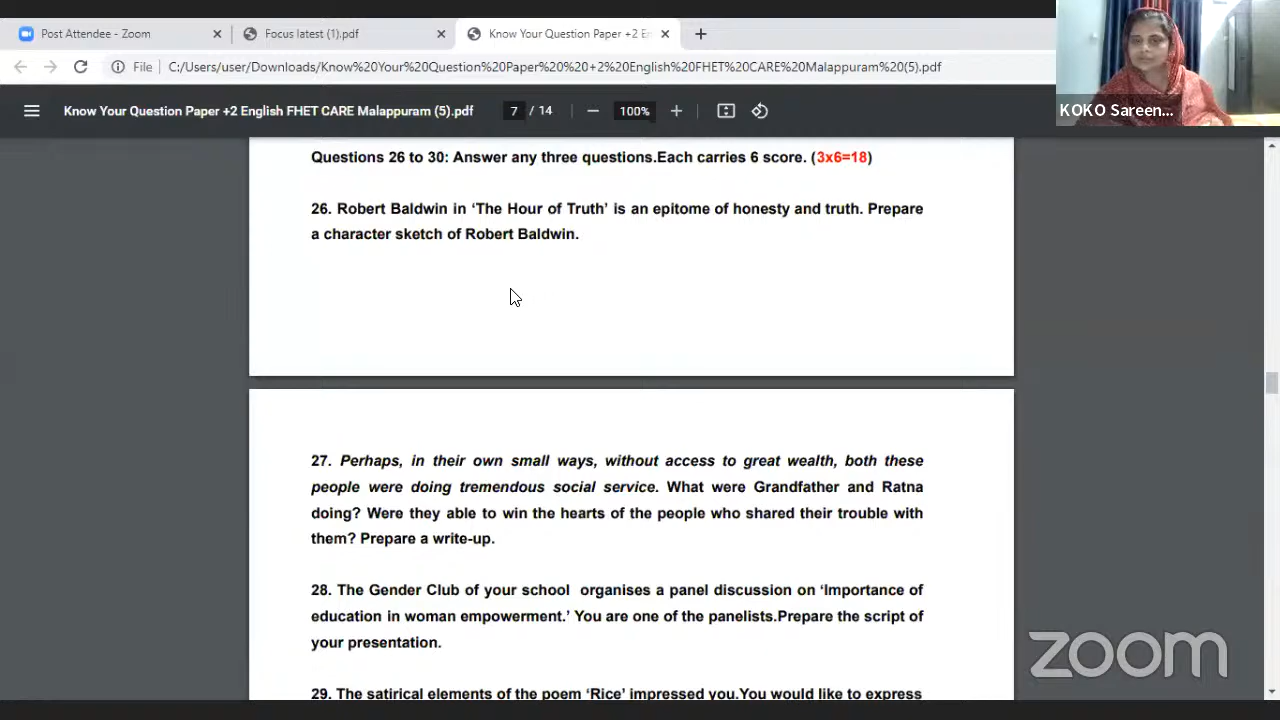 Post Attendee - Zoom
Focus latest (1).pdf
Know Your Question Paper +2 En
File
C:/Users/user/Downloads/Know%20Your%20Question%20Paper%20%20+2%20English%20FHET%20CARE%20Malappuram%20(5).pdf
KOKO Sareen...
Know Your Question Paper +2 English FHET CARE Malappuram (5).pdf
7 / 14
100%
Questions 26 to 30: Answer any three questions.Each carries 6 score. (3x6=18)
26. Robert Baldwin in ‘The Hour of Truth’ is an epitome of honesty and truth. Prepare
a character sketch of Robert Baldwin.
27. Perhaps, in their own small ways, without access to great wealth, both these
people were doing tremendous social service. What were Grandfather and Ratna
doing? Were they able to win the hearts of the people who shared their trouble with
them? Prepare a write-up.
28. The Gender Club of your school  organises a panel discussion on ‘Importance of
education in woman empowerment.’ You are one of the panelists.Prepare the script of
your presentation.
29. The satirical elements of the poem ‘Rice’ impressed you.You would like to express
zoom